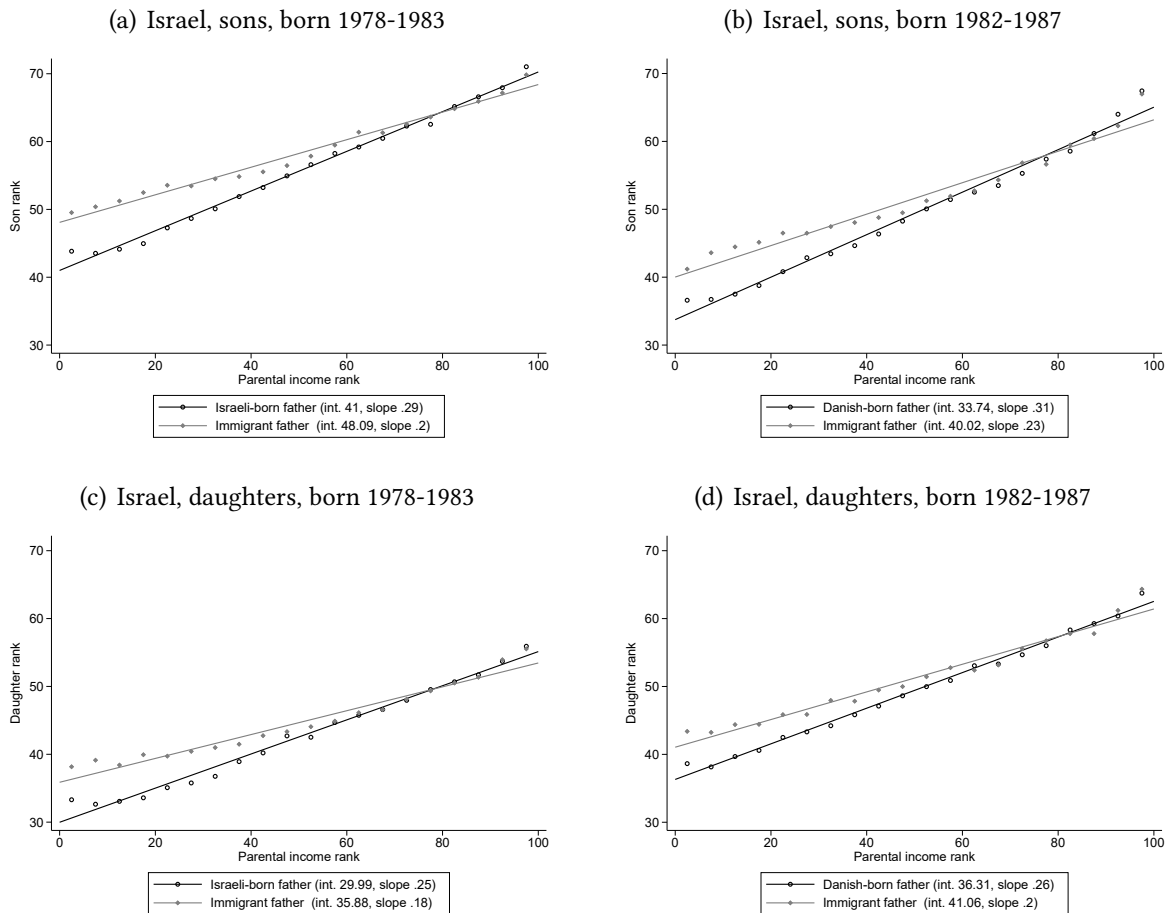 (a) Israel, sons, born 1978-1983
70
60
50
40
30
Son rank
0 20 40 60 80 100
Parental income rank
Israeli-born father (int. 41, slope .29)
Immigrant father (int. 48.09, slope .2)
(b) Israel, sons, born 1982-1987
70
60
50
40
30
Son rank
0 20 40 60 80 100
Parental income rank
Danish-born father (int. 33.74, slope .31)
Immigrant father (int. 40.02, slope .23)
(c) Israel, daughters, born 1978-1983
70
60
50
40
30
Daughter rank
0 20 40 60 80 100
Parental income rank
Israeli-born father (int. 29.99, slope .25)
Immigrant father (int. 35.88, slope .18)
(d) Israel, daughters, born 1982-1987
70
60
50
40
30
Daughter rank
0 20 40 60 80 100
Parental income rank
Danish-born father (int. 36.31, slope .26)
Immigrant father (int. 41.06, slope .2)